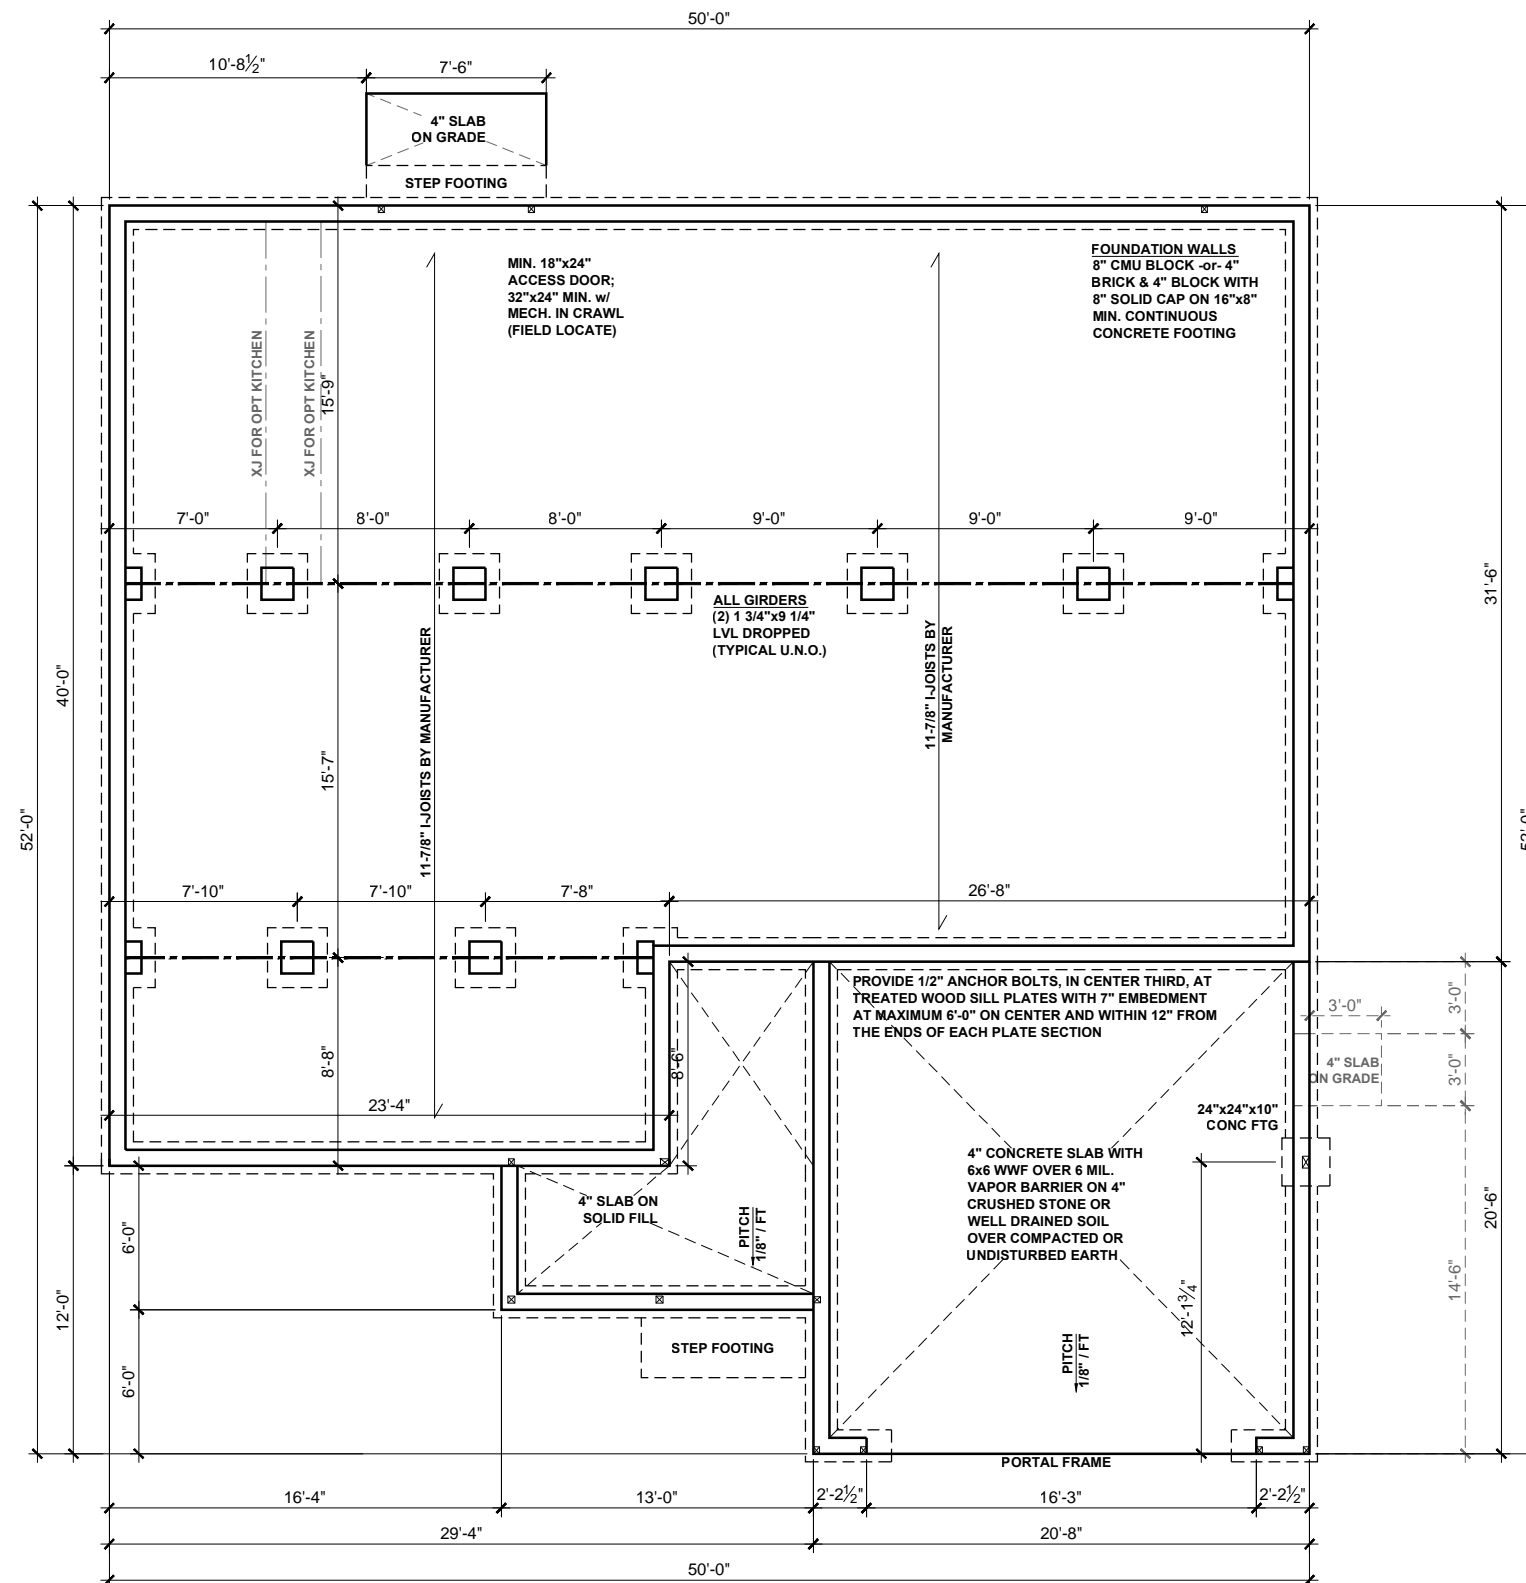 50'-0"
10'-8½"
7'-6"
4" SLAB
ON GRADE
STEP FOOTING
MIN. 18"x24"
ACCESS DOOR;
32"x24" MIN. w/
MECH. IN CRAWL
(FIELD LOCATE)
FOUNDATION WALLS
8" CMU BLOCK -or- 4"
BRICK & 4" BLOCK WITH
8" SOLID CAP ON 16"x8"
MIN. CONTINUOUS
CONCRETE FOOTING
XJ FOR OPT KITCHEN
XJ FOR OPT KITCHEN
15'-9"
7'-0"
8'-0"
8'-0"
9'-0"
9'-0"
9'-0"
31'-6"
ALL GIRDERS
(2) 1 3/4"x9 1/4"
LVL DROPPED
(TYPICAL U.N.O.)
11-7/8" I-JOISTS BY MANUFACTURER
11-7/8" I-JOISTS BY
MANUFACTURER
40'-0"
15'-7"
52'-0"
52'-0"
7'-10"
7'-10"
7'-8"
26'-8"
PROVIDE 1/2" ANCHOR BOLTS, IN CENTER THIRD, AT
TREATED WOOD SILL PLATES WITH 7" EMBEDMENT
AT MAXIMUM 6'-0" ON CENTER AND WITHIN 12" FROM
THE ENDS OF EACH PLATE SECTION
3'-0"
3'-0"
8'-8"
8'-6"
4" SLAB
ON GRADE
3'-0"
23'-4"
24"x24"x10"
CONC FTG
4" CONCRETE SLAB WITH
6x6 WWF OVER 6 MIL.
VAPOR BARRIER ON 4"
CRUSHED STONE OR
WELL DRAINED SOIL
OVER COMPACTED OR
UNDISTURBED EARTH
4" SLAB ON
SOLID FILL
PITCH
1/8" / FT
6'-0"
20'-6"
12'-0"
14'-6"
12'-1¾"
STEP FOOTING
PITCH
1/8" / FT
6'-0"
PORTAL FRAME
16'-4"
13'-0"
2'-2½"
16'-3"
2'-2½"
29'-4"
20'-8"
50'-0"